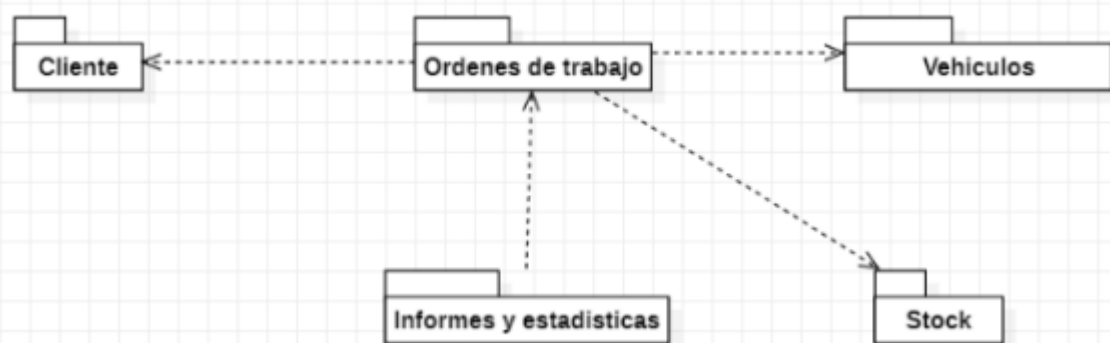 Cliente
Ordenes de trabajo
Vehiculos
Informes y estadisticas
Stock